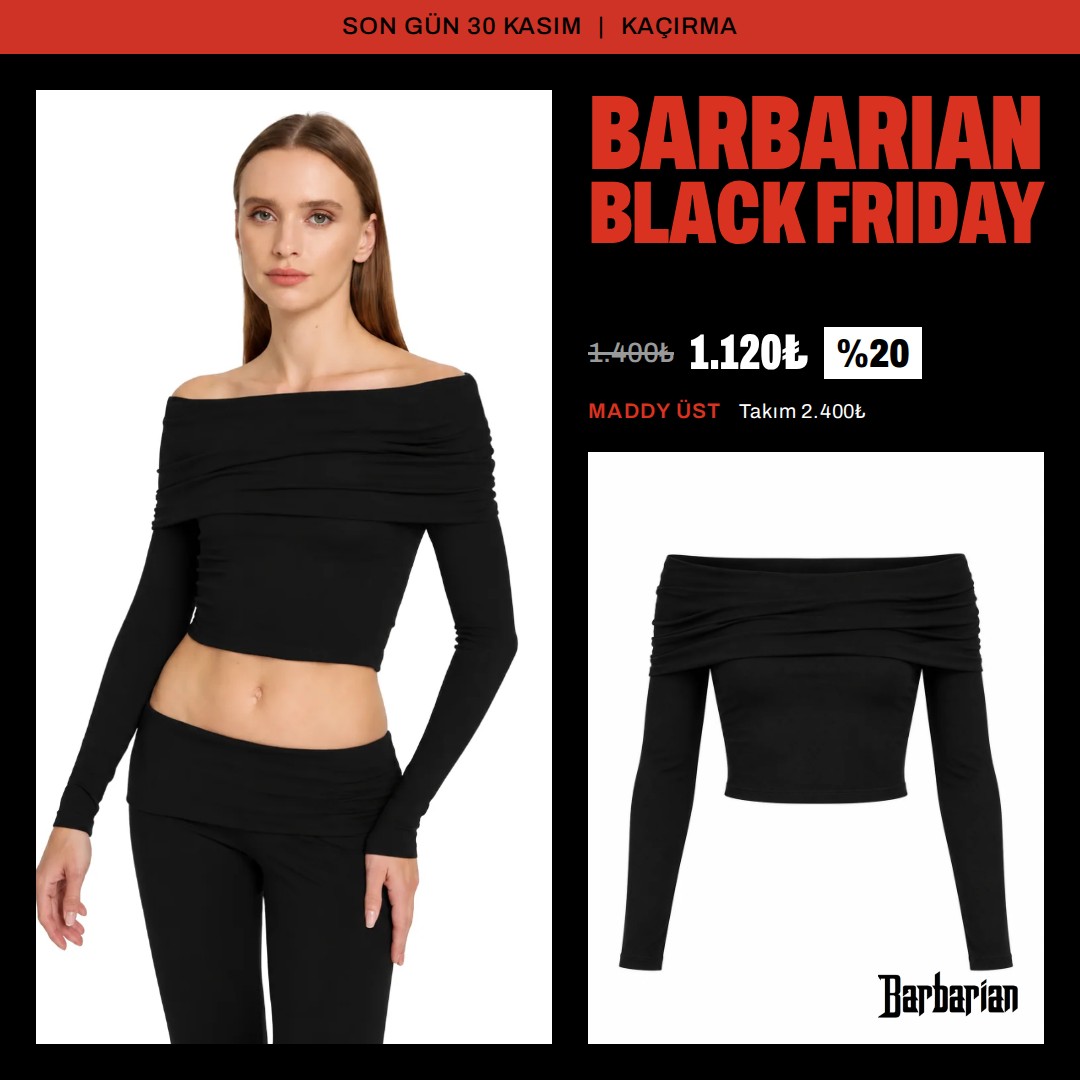 SON GÜN 30 KASIM | KAÇIRMA
BARBARIAN
BLACK FRIDAY
1.400₺ 1.120₺ %20
MADDY ÜST Takım 2.400₺
Barbarian